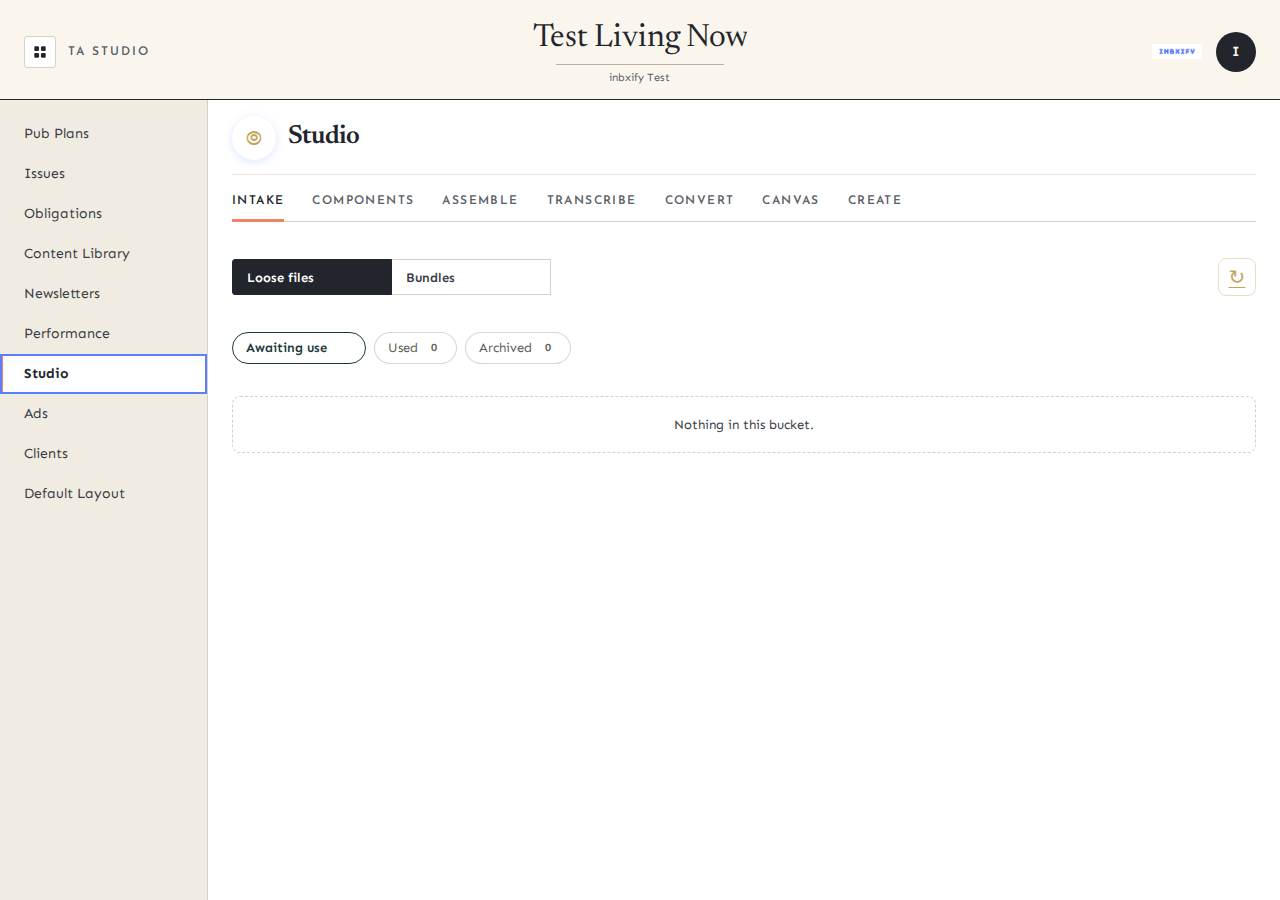 TA STUDIO
Test Living Now
inbxify Test
INBXIFY
I
Pub Plans
Issues
Obligations
Content Library
Newsletters
Performance
Studio
Ads
Clients
Default Layout
Studio
INTAKE COMPONENTS ASSEMBLE TRANSCRIBE CONVERT CANVAS CREATE
Loose files Bundles
Awaiting use Used 0 Archived 0
Nothing in this bucket.